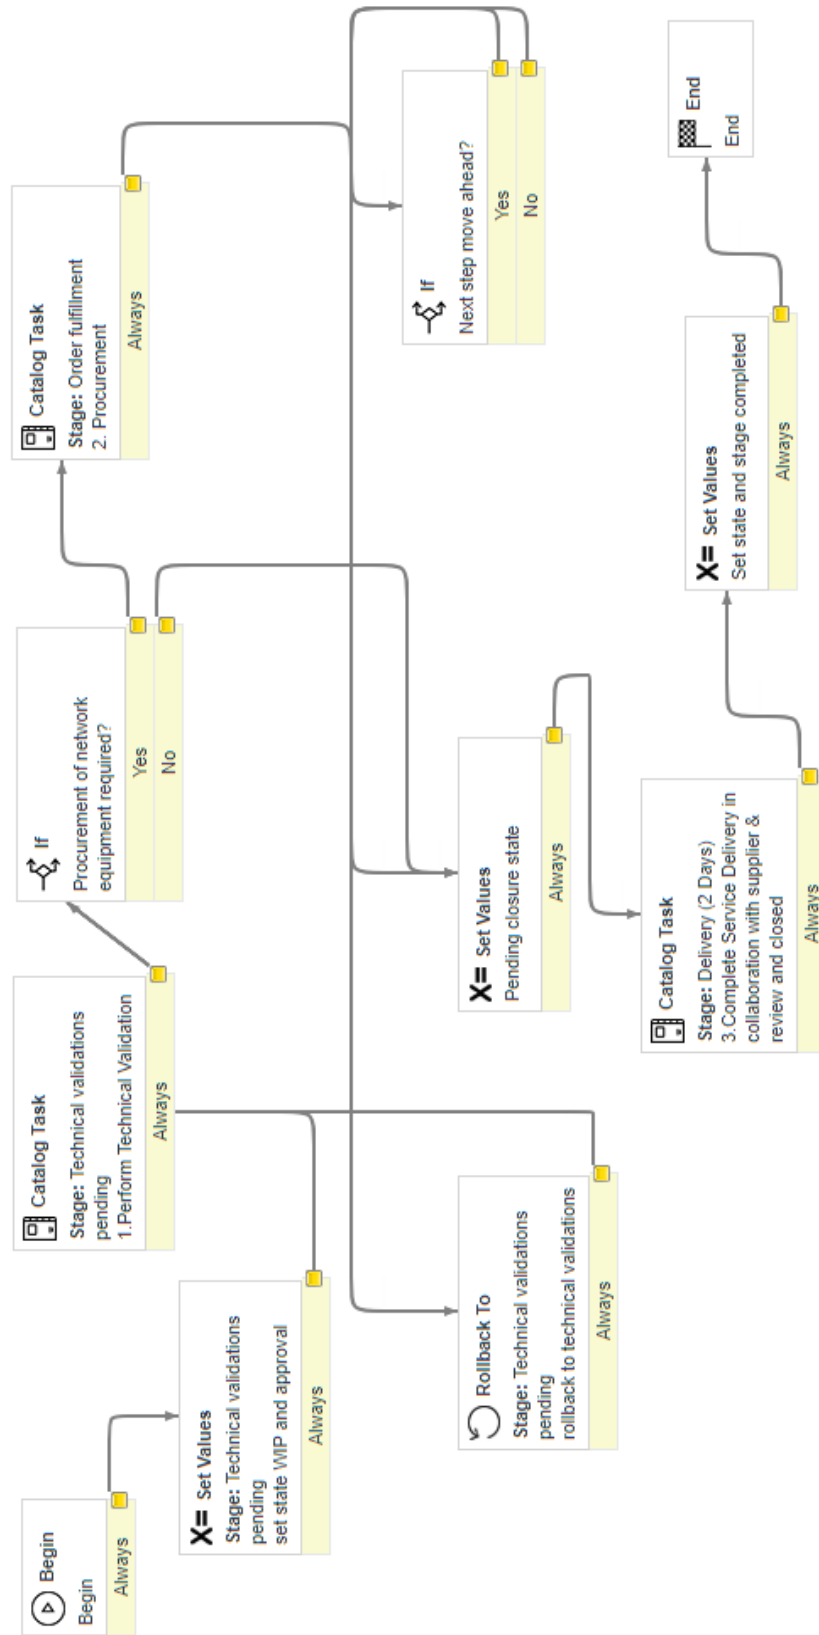 Begin
Begin
Always
Set Values
Stage: Technical validations
pending
set state WIP and approval
Always
Catalog Task
Stage: Technical validations
pending
1.Perform Technical Validation
Always
If
Procurement of network
equipment required?
Yes
No
Catalog Task
Stage: Order fulfillment
2. Procurement
Always
If
Next step move ahead?
Yes
No
Rollback To
Stage: Technical validations
pending
rollback to technical validations
Always
X= Set Values
Pending closure state
Always
Catalog Task
Stage: Delivery (2 Days)
3.Complete Service Delivery in
collaboration with supplier &
review and closed
Always
X= Set Values
Set state and stage completed
Always
End
End